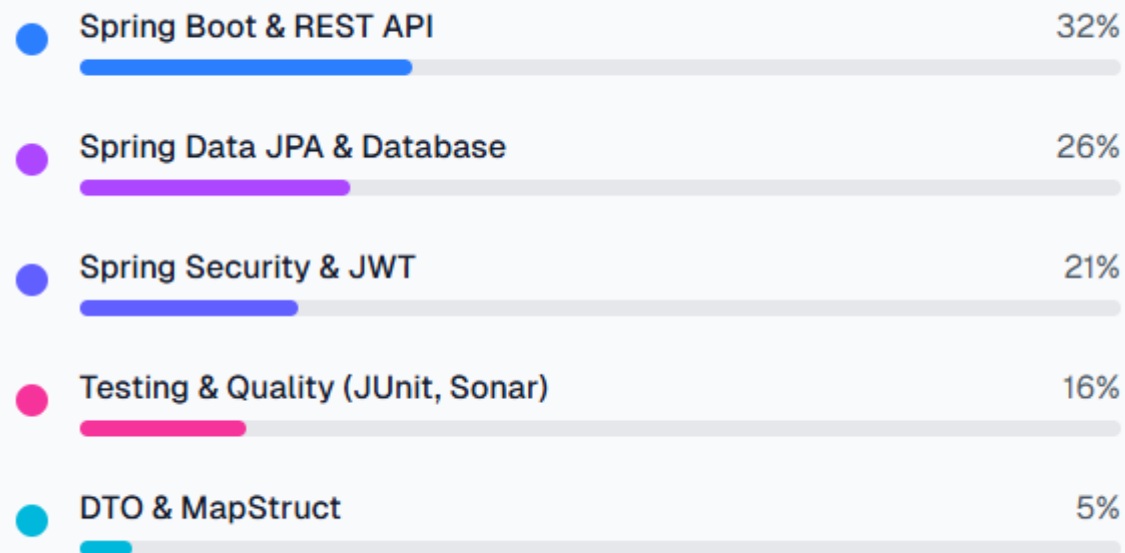 Spring Boot & REST API 32%
Spring Data JPA & Database 26%
Spring Security & JWT 21%
Testing & Quality (JUnit, Sonar) 16%
DTO & MapStruct 5%